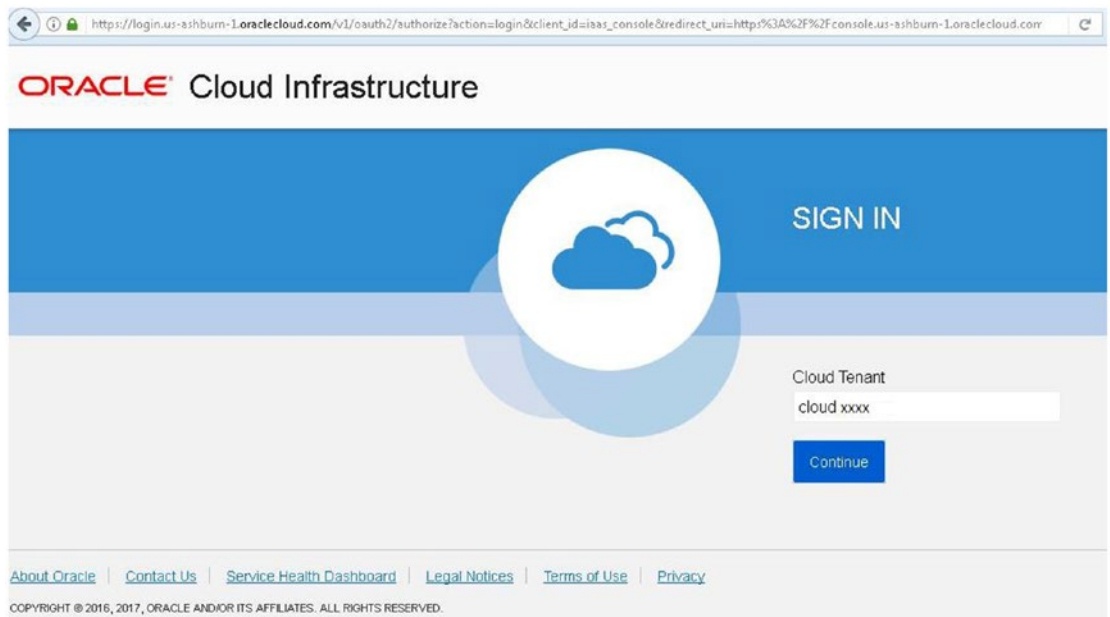 https://login.us-ashburn-1.oraclecloud.com/v1/oauth2/authorize?action=login&client_id=iaas_console&redirect_uri=https%3A%2F%2Fconsole.us-ashburn-1.oraclecloud.com
ORACLE® Cloud Infrastructure
SIGN IN
Cloud Tenant
cloud xxxx
Continue
About Oracle | Contact Us | Service Health Dashboard | Legal Notices | Terms of Use | Privacy
COPYRIGHT © 2016, 2017, ORACLE AND/OR ITS AFFILIATES. ALL RIGHTS RESERVED.